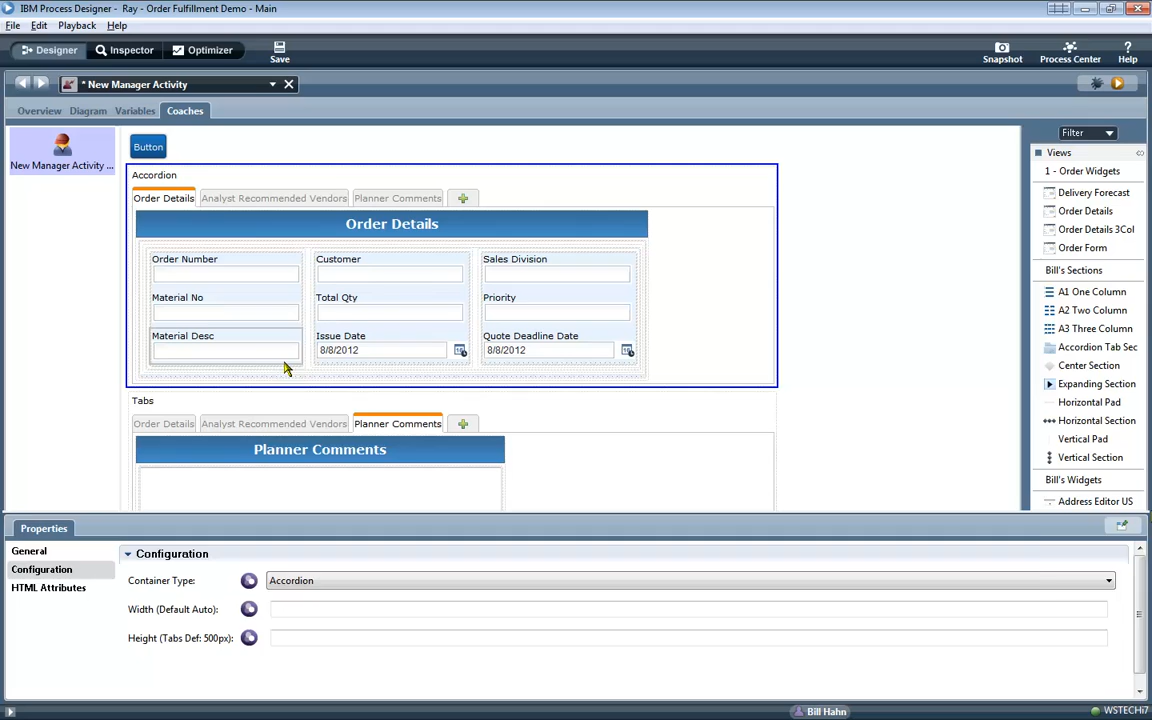 IBM Process Designer - Ray - Order Fulfillment Demo - Main
File Edit Playback Help
Designer Inspector Optimizer Save Snapshot Process Center Help
* New Manager Activity
Overview Diagram Variables Coaches
New Manager Activity ...
Button
Accordion
Order Details Analyst Recommended Vendors Planner Comments
Order Details
Order Number Customer Sales Division
Material No Total Qty Priority
Material Desc Issue Date Quote Deadline Date
8/8/2012 8/8/2012
Tabs
Order Details Analyst Recommended Vendors Planner Comments
Planner Comments
Filter
Views
1 - Order Widgets
Delivery Forecast
Order Details
Order Details 3Col
Order Form
Bill's Sections
A1 One Column
A2 Two Column
A3 Three Column
Accordion Tab Sec
Center Section
Expanding Section
Horizontal Pad
Horizontal Section
Vertical Pad
Vertical Section
Bill's Widgets
Address Editor US
Properties
General
Configuration
HTML Attributes
Configuration
Container Type: Accordion
Width (Default Auto):
Height (Tabs Def: 500px):
Bill Hahn
WSTECHi7